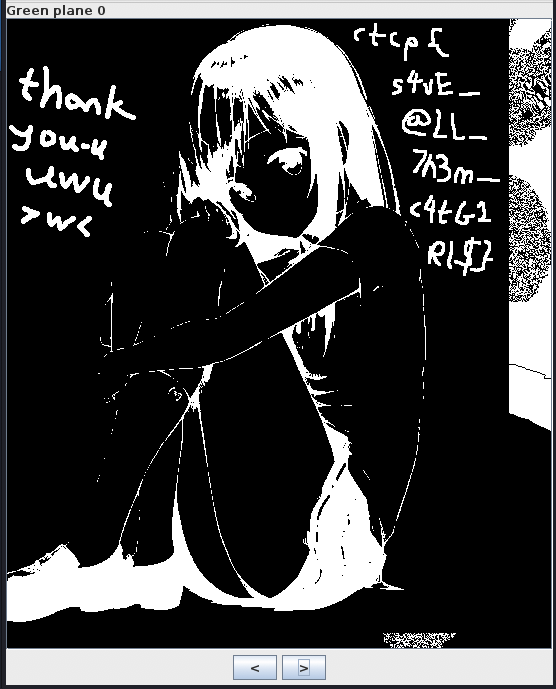 Green plane 0
thank
you-u
uwu
>w<
ctcp{
s4vE_
@LL_
7h3m_
c4tG1
Rl$}
<
>